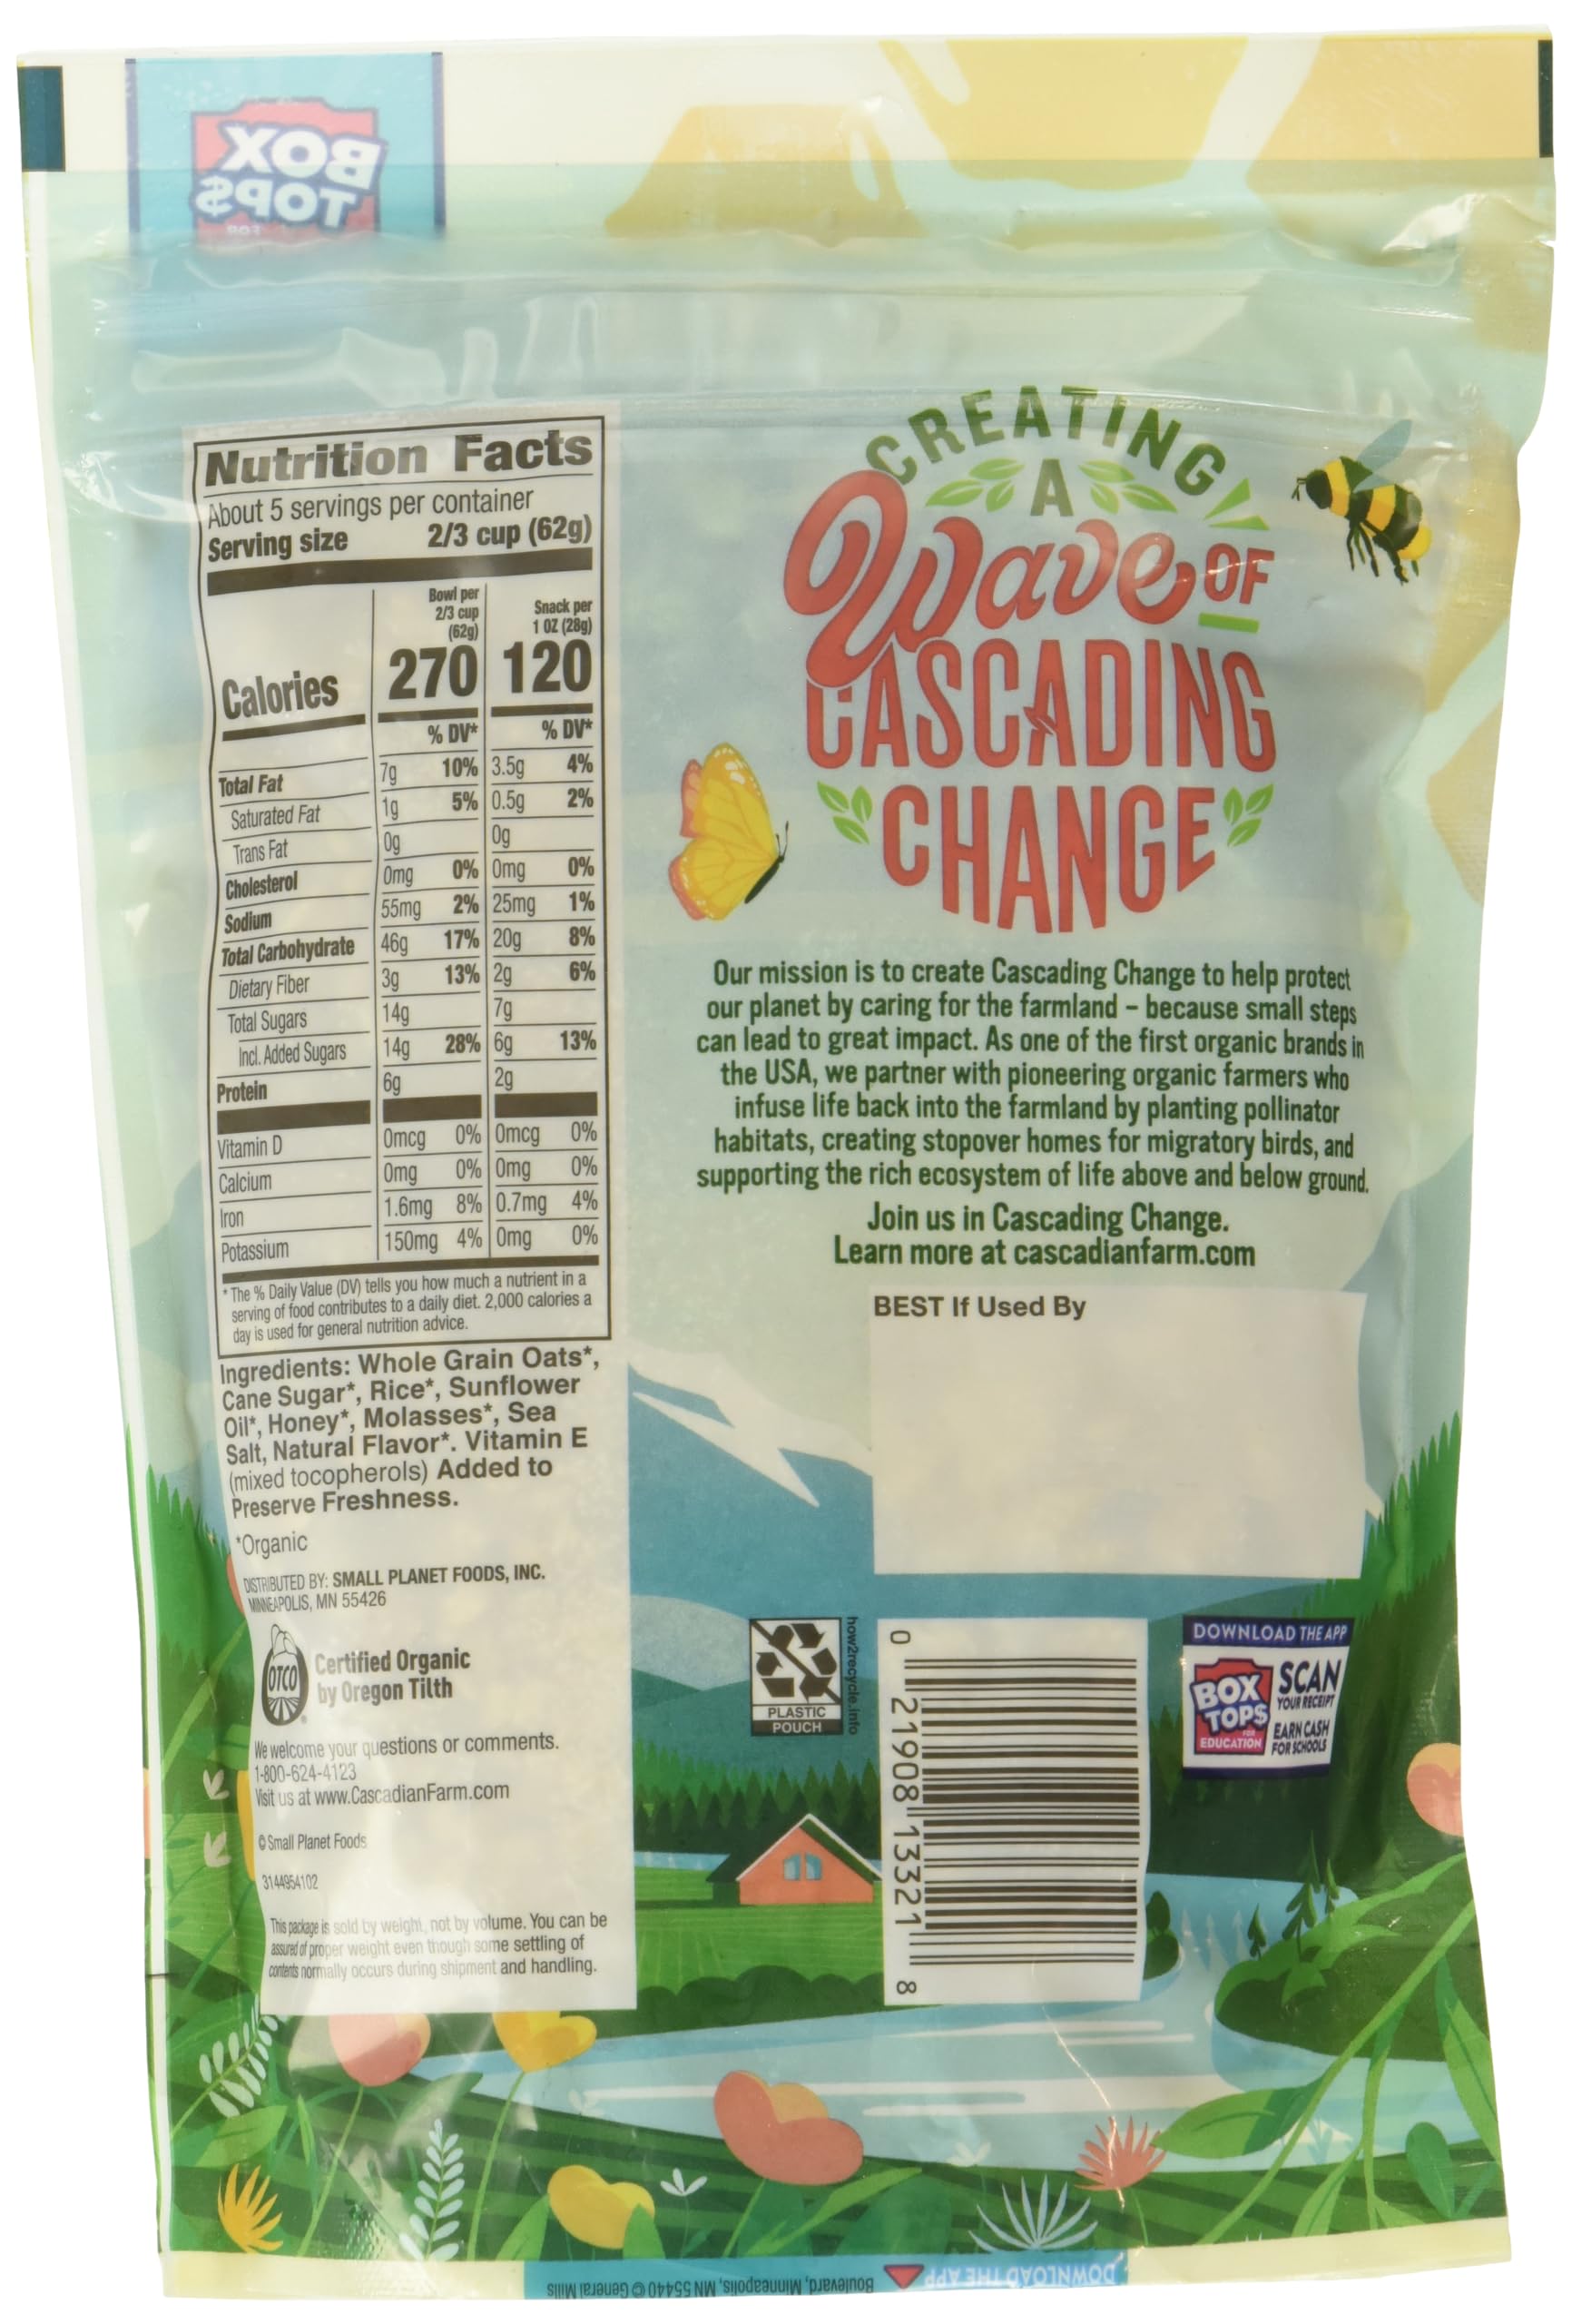 BOX
TOPS
FOR
Nutrition Facts
About 5 servings per container
Serving size 2/3 cup (62g)
Bowl per 2/3 cup (62g) Snack per 1 OZ (28g)
Calories 270 120
% DV* % DV*
Total Fat 7g 10% 3.5g 4%
Saturated Fat 1g 5% 0.5g 2%
Trans Fat 0g 0g
Cholesterol 0mg 0% 0mg 0%
Sodium 55mg 2% 25mg 1%
Total Carbohydrate 46g 17% 20g 8%
Dietary Fiber 3g 13% 2g 6%
Total Sugars 14g 7g
Incl. Added Sugars 14g 28% 6g 13%
Protein 6g 2g
Vitamin D 0mcg 0% 0mcg 0%
Calcium 0mg 0% 0mg 0%
Iron 1.6mg 8% 0.7mg 4%
Potassium 150mg 4% 0mg 0%
* The % Daily Value (DV) tells you how much a nutrient in a
serving of food contributes to a daily diet. 2,000 calories a
day is used for general nutrition advice.
Ingredients: Whole Grain Oats*,
Cane Sugar*, Rice*, Sunflower
Oil*, Honey*, Molasses*, Sea
Salt, Natural Flavor*. Vitamin E
(mixed tocopherols) Added to
Preserve Freshness.
*Organic
DISTRIBUTED BY: SMALL PLANET FOODS, INC.
MINNEAPOLIS, MN 55426
OTCO
Certified Organic
by Oregon Tilth
We welcome your questions or comments.
1-800-624-4123
Visit us at www.CascadianFarm.com
© Small Planet Foods
3144954102
This package is sold by weight, not by volume. You can be
assured of proper weight even though some settling of
contents normally occurs during shipment and handling.
CREATING
A
Wave OF
CASCADING
CHANGE
Our mission is to create Cascading Change to help protect
our planet by caring for the farmland – because small steps
can lead to great impact. As one of the first organic brands in
the USA, we partner with pioneering organic farmers who
infuse life back into the farmland by planting pollinator
habitats, creating stopover homes for migratory birds, and
supporting the rich ecosystem of life above and below ground.
Join us in Cascading Change.
Learn more at cascadianfarm.com
BEST If Used By
PLASTIC
POUCH
how2recycle.info
0 21908 13321 8
DOWNLOAD THE APP
BOX
TOPS
FOR
EDUCATION
SCAN
YOUR RECEIPT
EARN CASH
FOR SCHOOLS
DOWNLOAD THE APP
Boulevard, Minneapolis, MN 55440 © General Mills